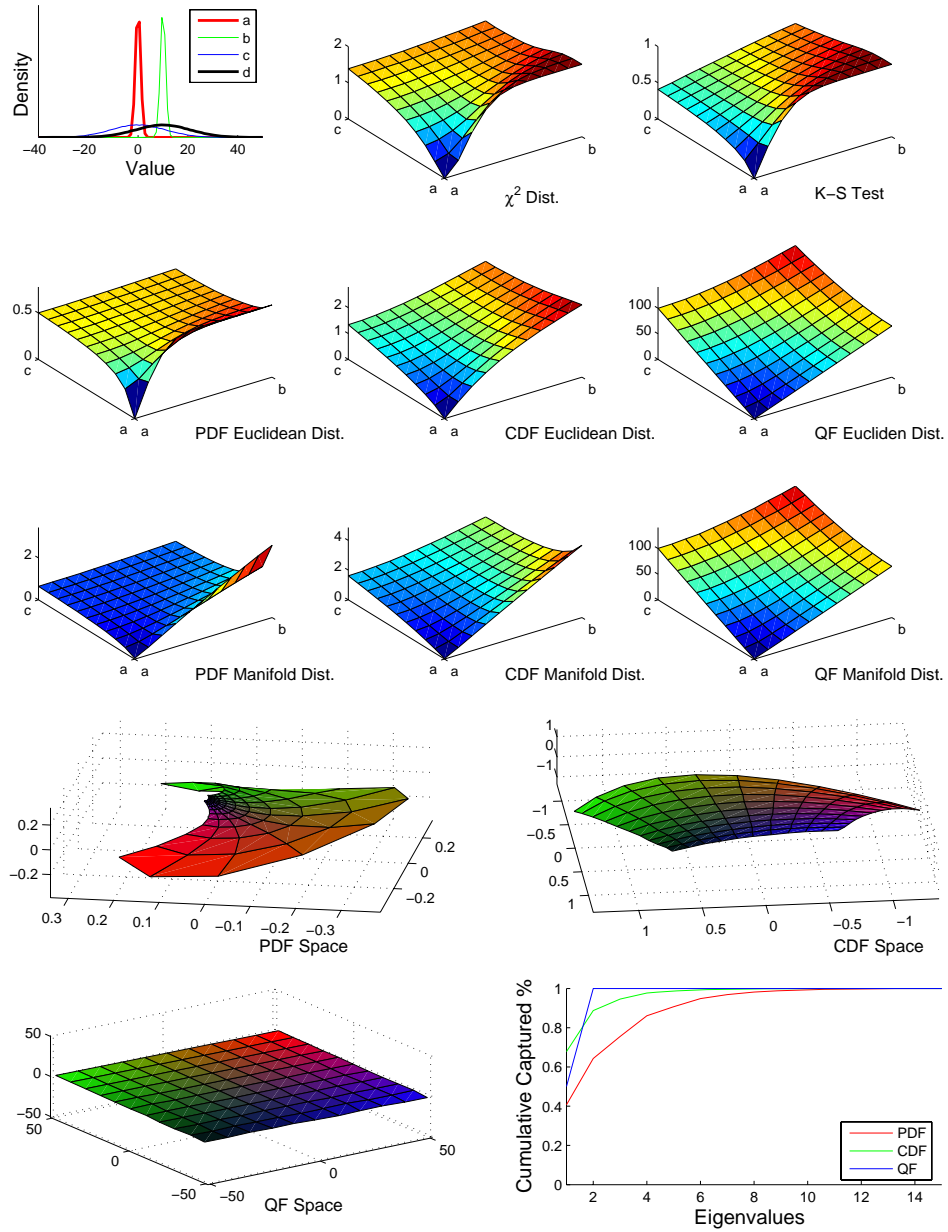 Density
a
b
c
d
−40 −20 0 20 40
Value
2
1
0
c
a a
b
χ² Dist.
1
0.5
0
c
a a
b
K−S Test
0.5
0
c
a a
b
PDF Euclidean Dist.
2
1
0
c
a a
b
CDF Euclidean Dist.
100
50
0
c
a a
b
QF Eucliden Dist.
2
0
c
a a
b
PDF Manifold Dist.
4
2
0
c
a a
b
CDF Manifold Dist.
100
50
0
c
a a
b
QF Manifold Dist.
0.2
0
−0.2
0.3 0.2 0.1 0 −0.1 −0.2 −0.3
0.2
0
−0.2
PDF Space
1
0
−1
−1
−0.5
0
0.5
1
1 0.5 0 −0.5 −1
CDF Space
50
0
−50
50
0
−50
−50
0
50
QF Space
Cumulative Captured %
1
0.8
0.6
0.4
0.2
0
2 4 6 8 10 12 14
Eigenvalues
PDF
CDF
QF